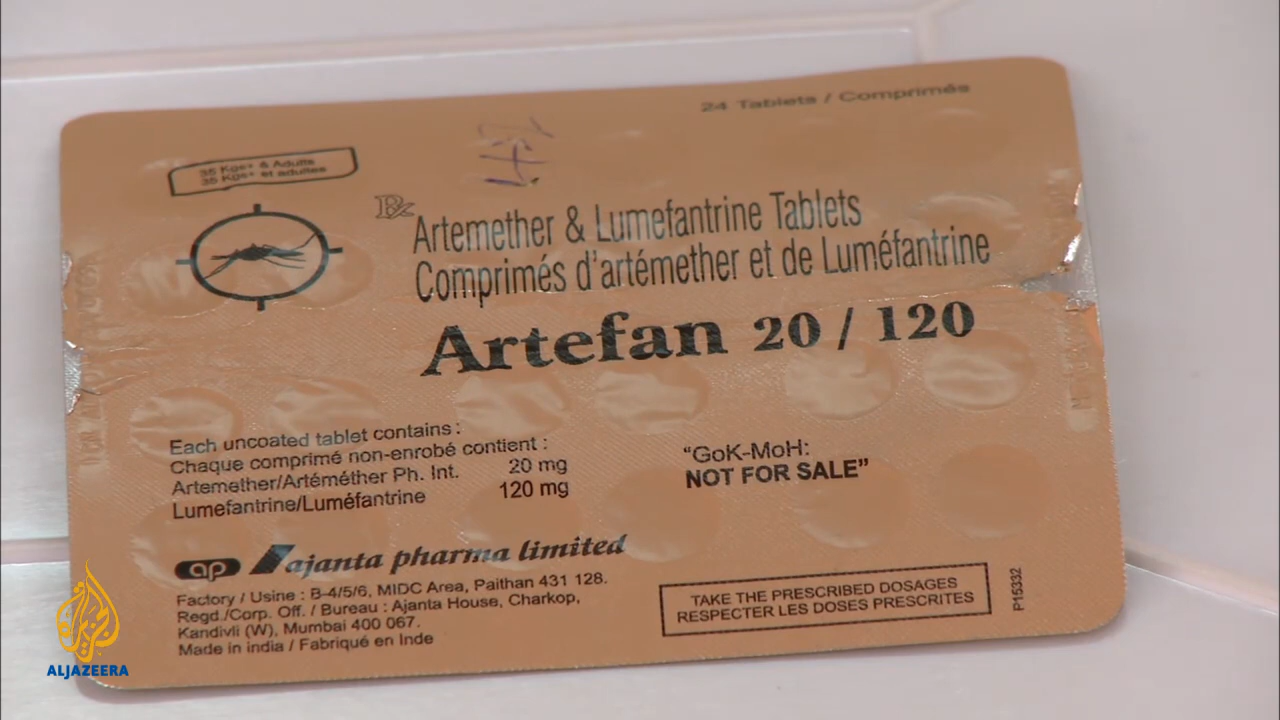 24 Tablets / Comprimés
35 Kgs+ & Adults
35 Kgs+ et adultes
Rx
Artemether & Lumefantrine Tablets
Comprimés d'artémether et de Luméfantrine
Artefan 20 / 120
Each uncoated tablet contains :
Chaque comprimé non-enrobé contient :
Artemether/Artéméther Ph. Int. 20 mg
Lumefantrine/Luméfantrine 120 mg
“GoK-MoH:
NOT FOR SALE”
ap ajanta pharma limited
Factory / Usine : B-4/5/6, MIDC Area, Paithan 431 128.
Regd./Corp. Off. / Bureau : Ajanta House, Charkop,
Kandivli (W), Mumbai 400 067.
Made in india / Fabriqué en Inde
TAKE THE PRESCRIBED DOSAGES
RESPECTER LES DOSES PRESCRITES
P15332
الجزيرة
ALJAZEERA